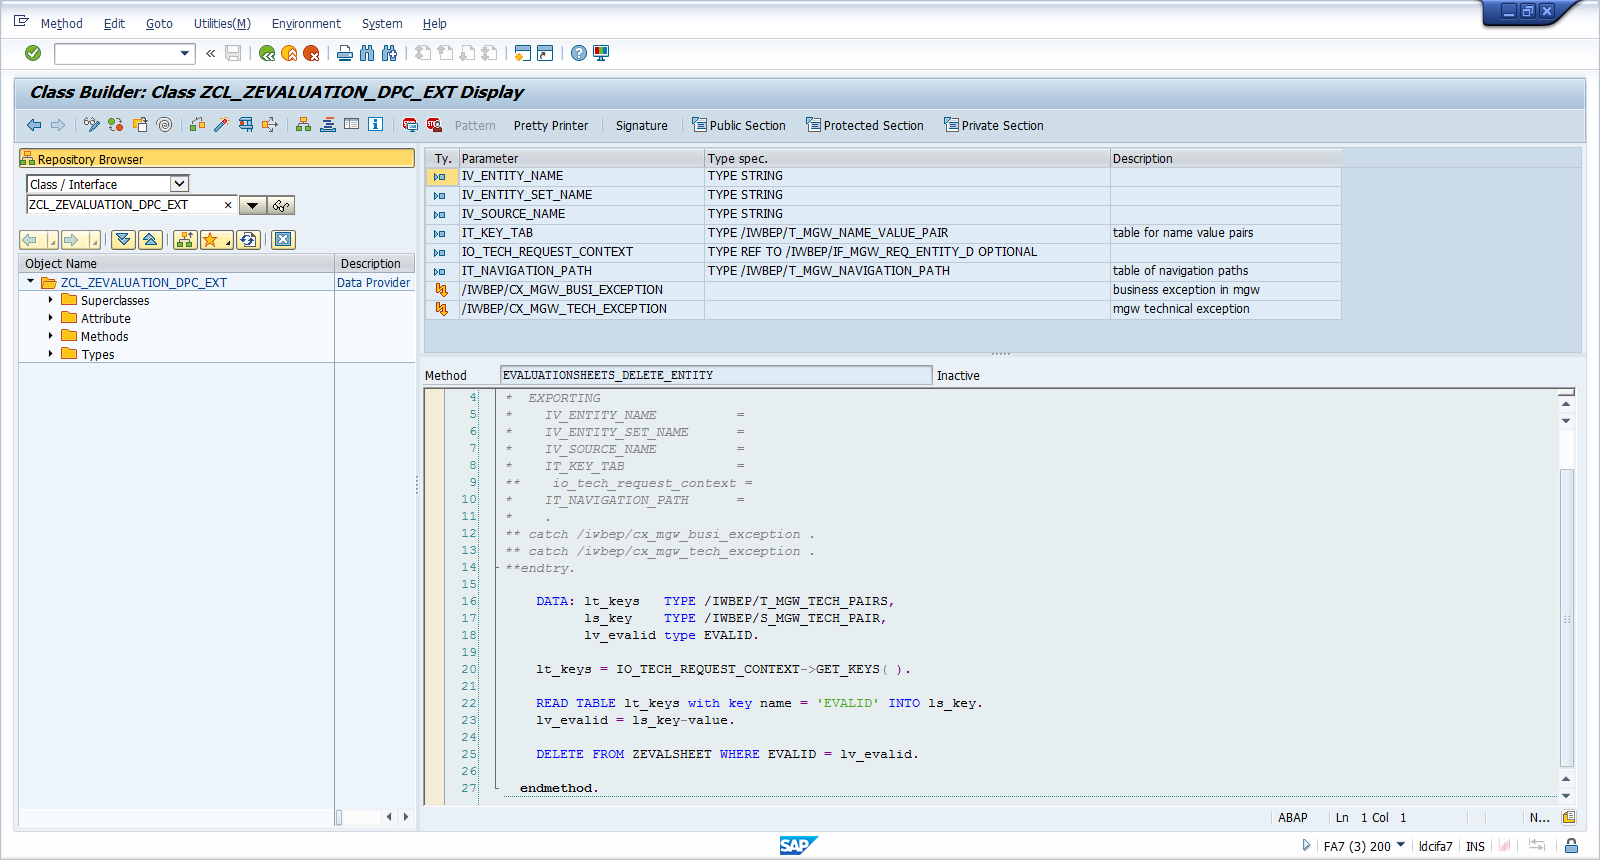 Method Edit Goto Utilities(M) Environment System Help
Class Builder: Class ZCL_ZEVALUATION_DPC_EXT Display
Pattern Pretty Printer Signature Public Section Protected Section Private Section
Repository Browser
Class / Interface
ZCL_ZEVALUATION_DPC_EXT
Object Name Description
ZCL_ZEVALUATION_DPC_EXT Data Provider
Superclasses
Attribute
Methods
Types
Ty. Parameter Type spec. Description
IV_ENTITY_NAME TYPE STRING
IV_ENTITY_SET_NAME TYPE STRING
IV_SOURCE_NAME TYPE STRING
IT_KEY_TAB TYPE /IWBEP/T_MGW_NAME_VALUE_PAIR table for name value pairs
IO_TECH_REQUEST_CONTEXT TYPE REF TO /IWBEP/IF_MGW_REQ_ENTITY_D OPTIONAL
IT_NAVIGATION_PATH TYPE /IWBEP/T_MGW_NAVIGATION_PATH table of navigation paths
/IWBEP/CX_MGW_BUSI_EXCEPTION business exception in mgw
/IWBEP/CX_MGW_TECH_EXCEPTION mgw technical exception
Method EVALUATIONSHEETS_DELETE_ENTITY Inactive
4 *  EXPORTING
5 *    IV_ENTITY_NAME          =
6 *    IV_ENTITY_SET_NAME      =
7 *    IV_SOURCE_NAME          =
8 *    IT_KEY_TAB              =
9 **    io_tech_request_context =
10 *    IT_NAVIGATION_PATH      =
11 *    .
12 ** catch /iwbep/cx_mgw_busi_exception .
13 ** catch /iwbep/cx_mgw_tech_exception .
14 **endtry.
15
16 DATA: lt_keys   TYPE /IWBEP/T_MGW_TECH_PAIRS,
17 ls_key    TYPE /IWBEP/S_MGW_TECH_PAIR,
18 lv_evalid type EVALID.
19
20 lt_keys = IO_TECH_REQUEST_CONTEXT->GET_KEYS( ).
21
22 READ TABLE lt_keys with key name = 'EVALID' INTO ls_key.
23 lv_evalid = ls_key-value.
24
25 DELETE FROM ZEVALSHEET WHERE EVALID = lv_evalid.
26
27 endmethod.
ABAP Ln 1 Col 1 N...
SAP FA7 (3) 200 ldcifa7 INS